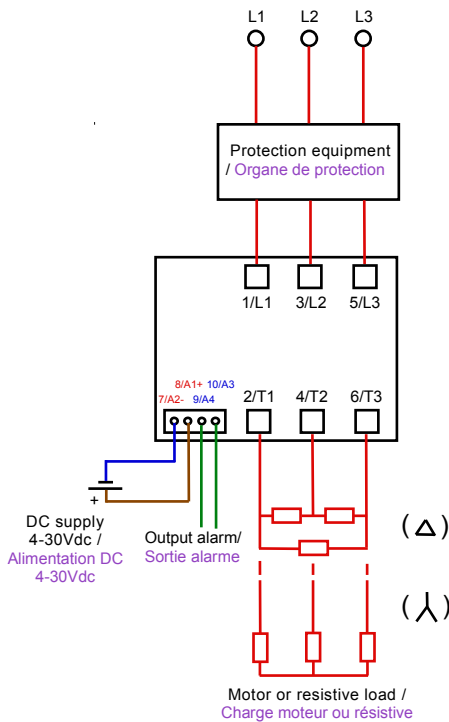 L1 L2 L3
Protection equipment
/ Organe de protection
1/L1 3/L2 5/L3
8/A1+ 10/A3
7/A2- 9/A4
2/T1 4/T2 6/T3
+
DC supply
4-30Vdc /
Alimentation DC
4-30Vdc
Output alarm/
Sortie alarme
(Δ)
(⅄)
Motor or resistive load /
Charge moteur ou résistive